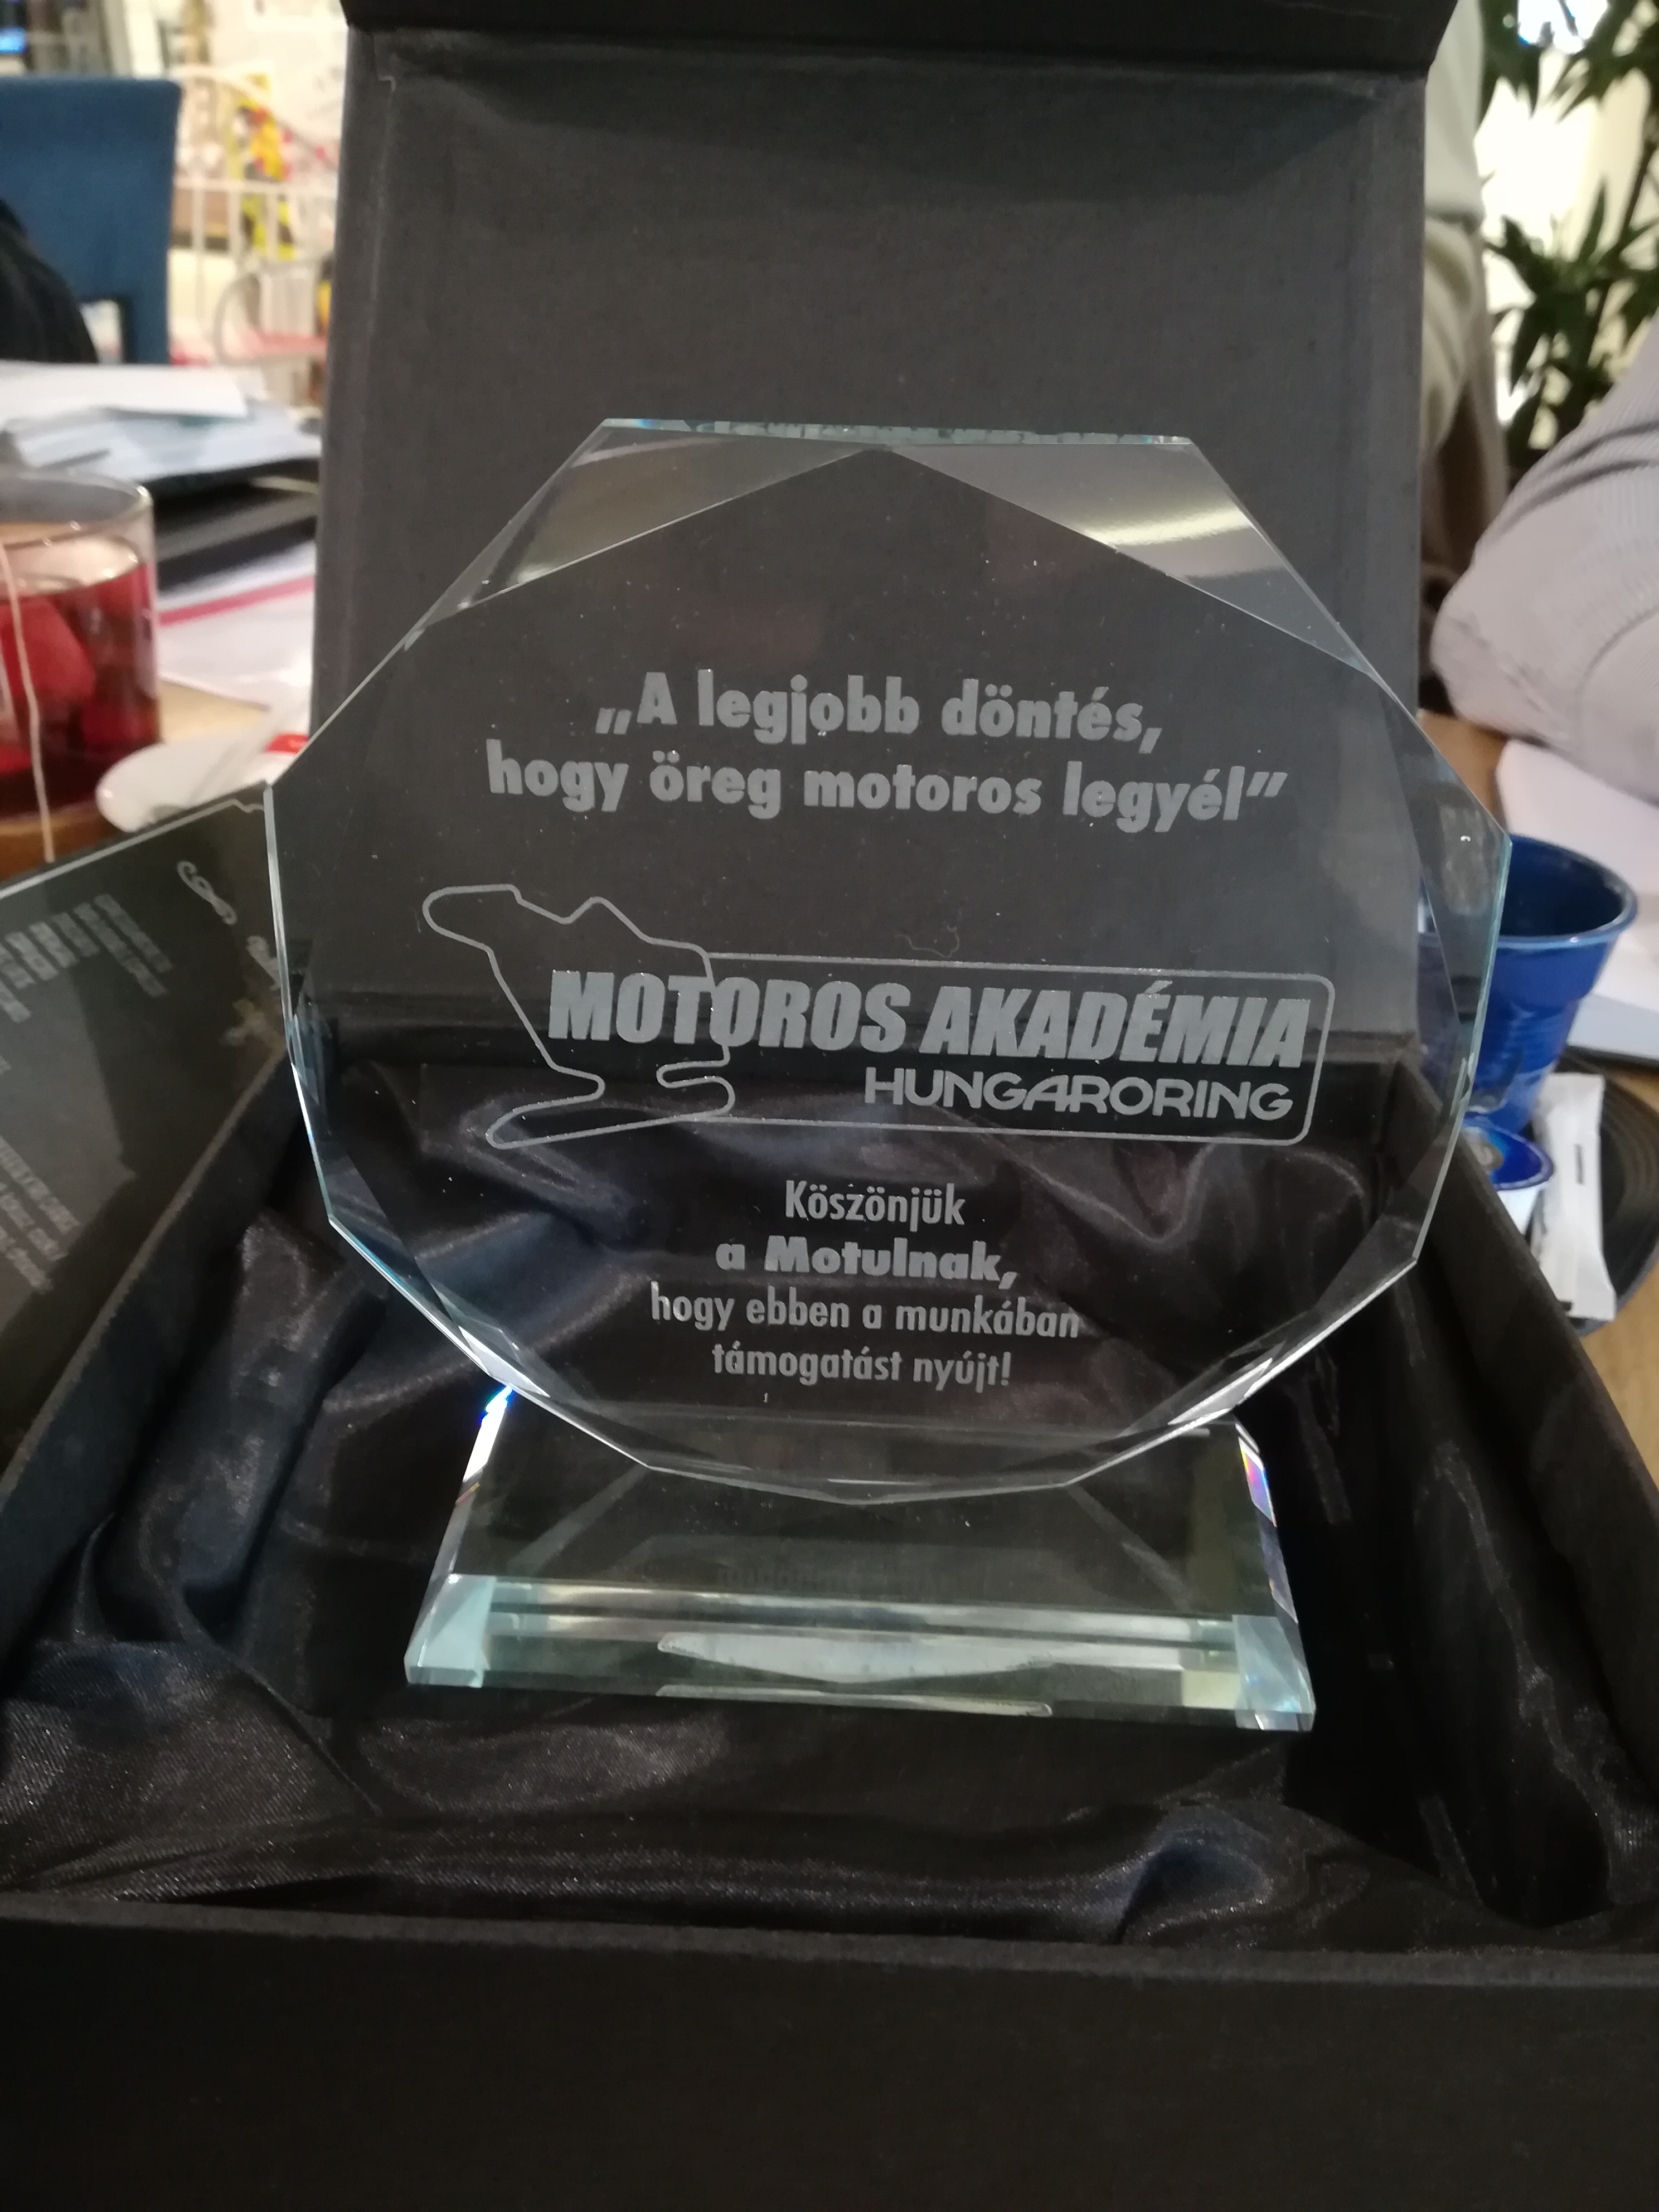 „A legjobb döntés,
hogy öreg motoros legyél”
MOTOROS AKADÉMIA
HUNGARORING
Köszönjük
a Motulnak,
hogy ebben a munkában
támogatást nyújt!